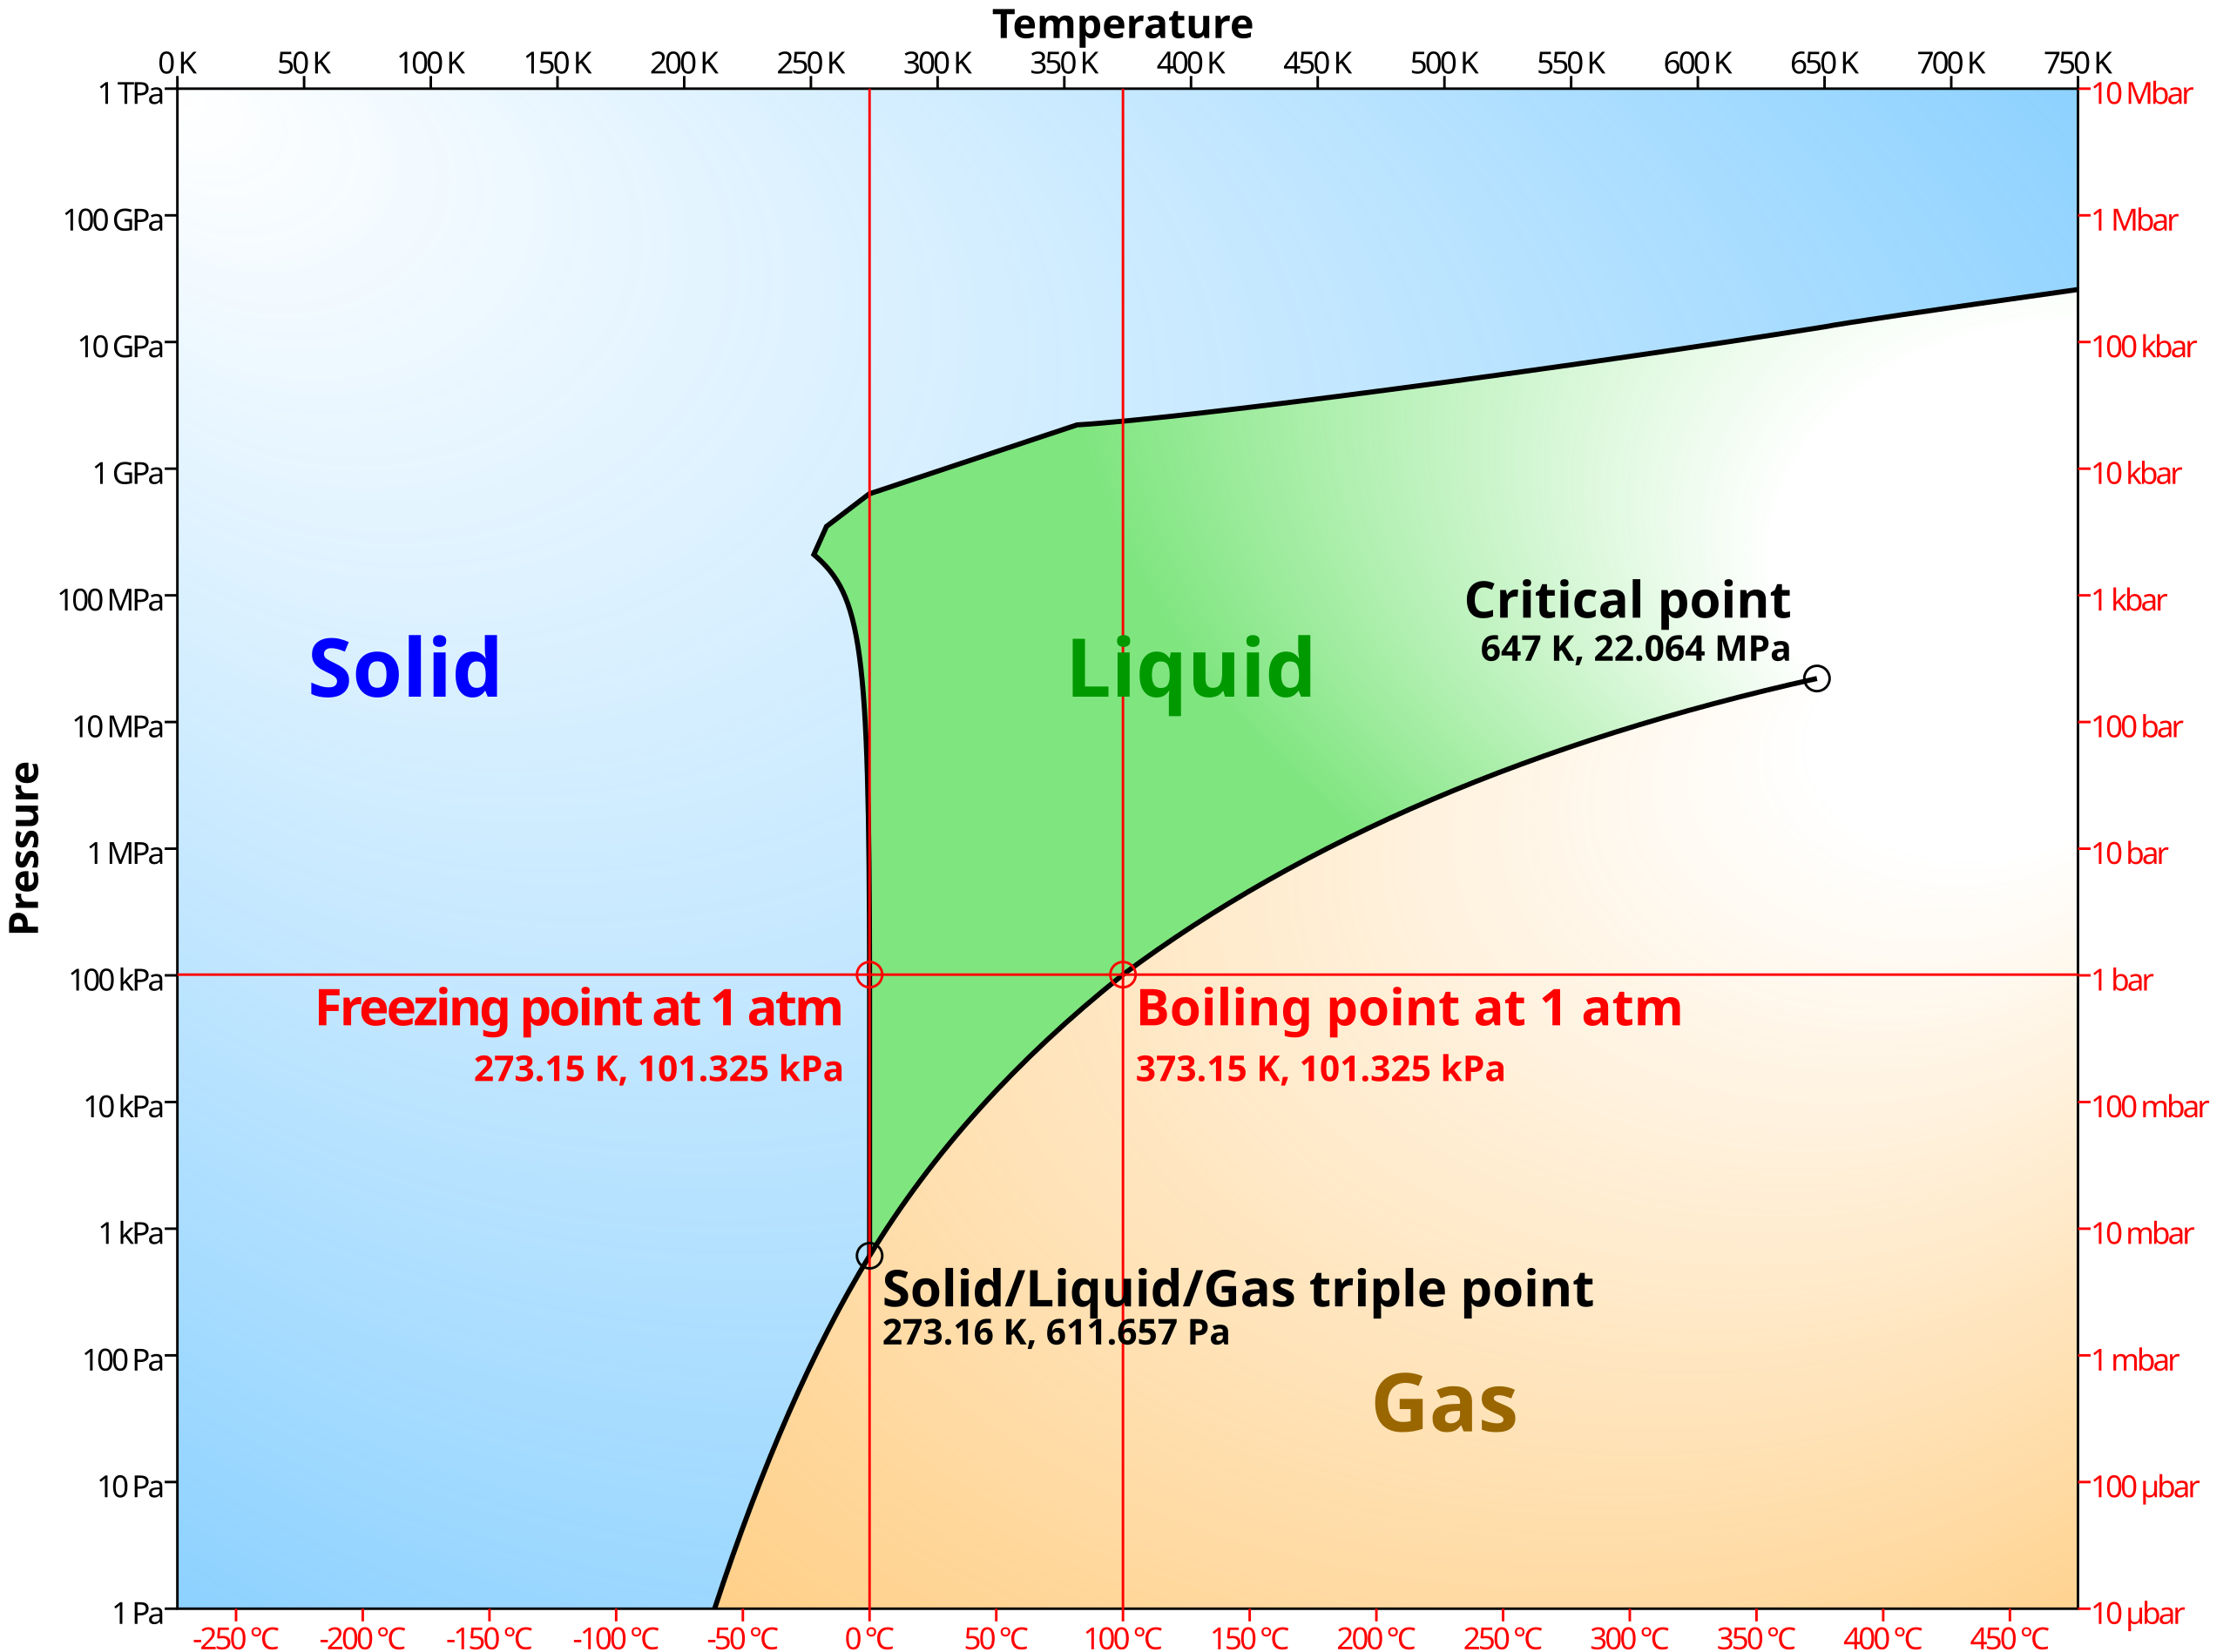 Temperature
0 K 50 K 100 K 150 K 200 K 250 K 300 K 350 K 400 K 450 K 500 K 550 K 600 K 650 K 700 K 750 K
1 TPa 10 Mbar
100 GPa 1 Mbar
10 GPa 100 kbar
1 GPa 10 kbar
100 MPa 1 kbar
Critical point
647 K, 22.064 MPa
Solid Liquid
10 MPa 100 bar
Pressure
1 MPa 10 bar
100 kPa 1 bar
Freezing point at 1 atm Boiling point at 1 atm
273.15 K, 101.325 kPa 373.15 K, 101.325 kPa
10 kPa 100 mbar
1 kPa 10 mbar
Solid/Liquid/Gas triple point
273.16 K, 611.657 Pa
100 Pa 1 mbar
Gas
10 Pa 100 µbar
1 Pa 10 µbar
-250 °C -200 °C -150 °C -100 °C -50 °C 0 °C 50 °C 100 °C 150 °C 200 °C 250 °C 300 °C 350 °C 400 °C 450 °C